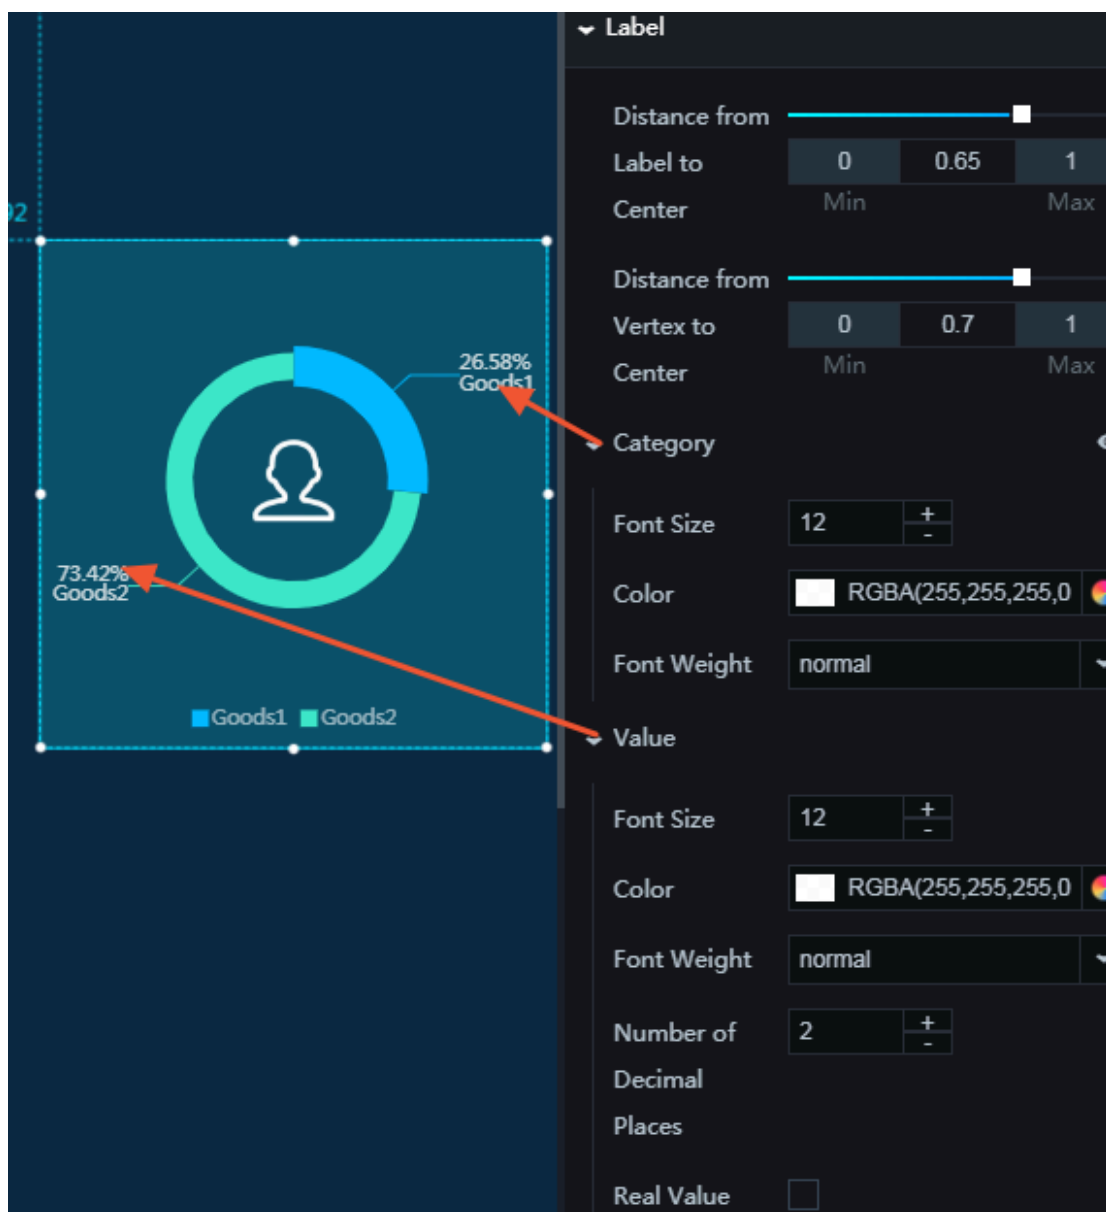 92
26.58%
Goods1
73.42%
Goods2
Goods1 Goods2
Label
Distance from
Label to
Center
0 0.65 1
Min Max
Distance from
Vertex to
Center
0 0.7 1
Min Max
Category
Font Size 12 + -
Color RGBA(255,255,255,0
Font Weight normal
Value
Font Size 12 + -
Color RGBA(255,255,255,0
Font Weight normal
Number of
Decimal
Places
2 + -
Real Value